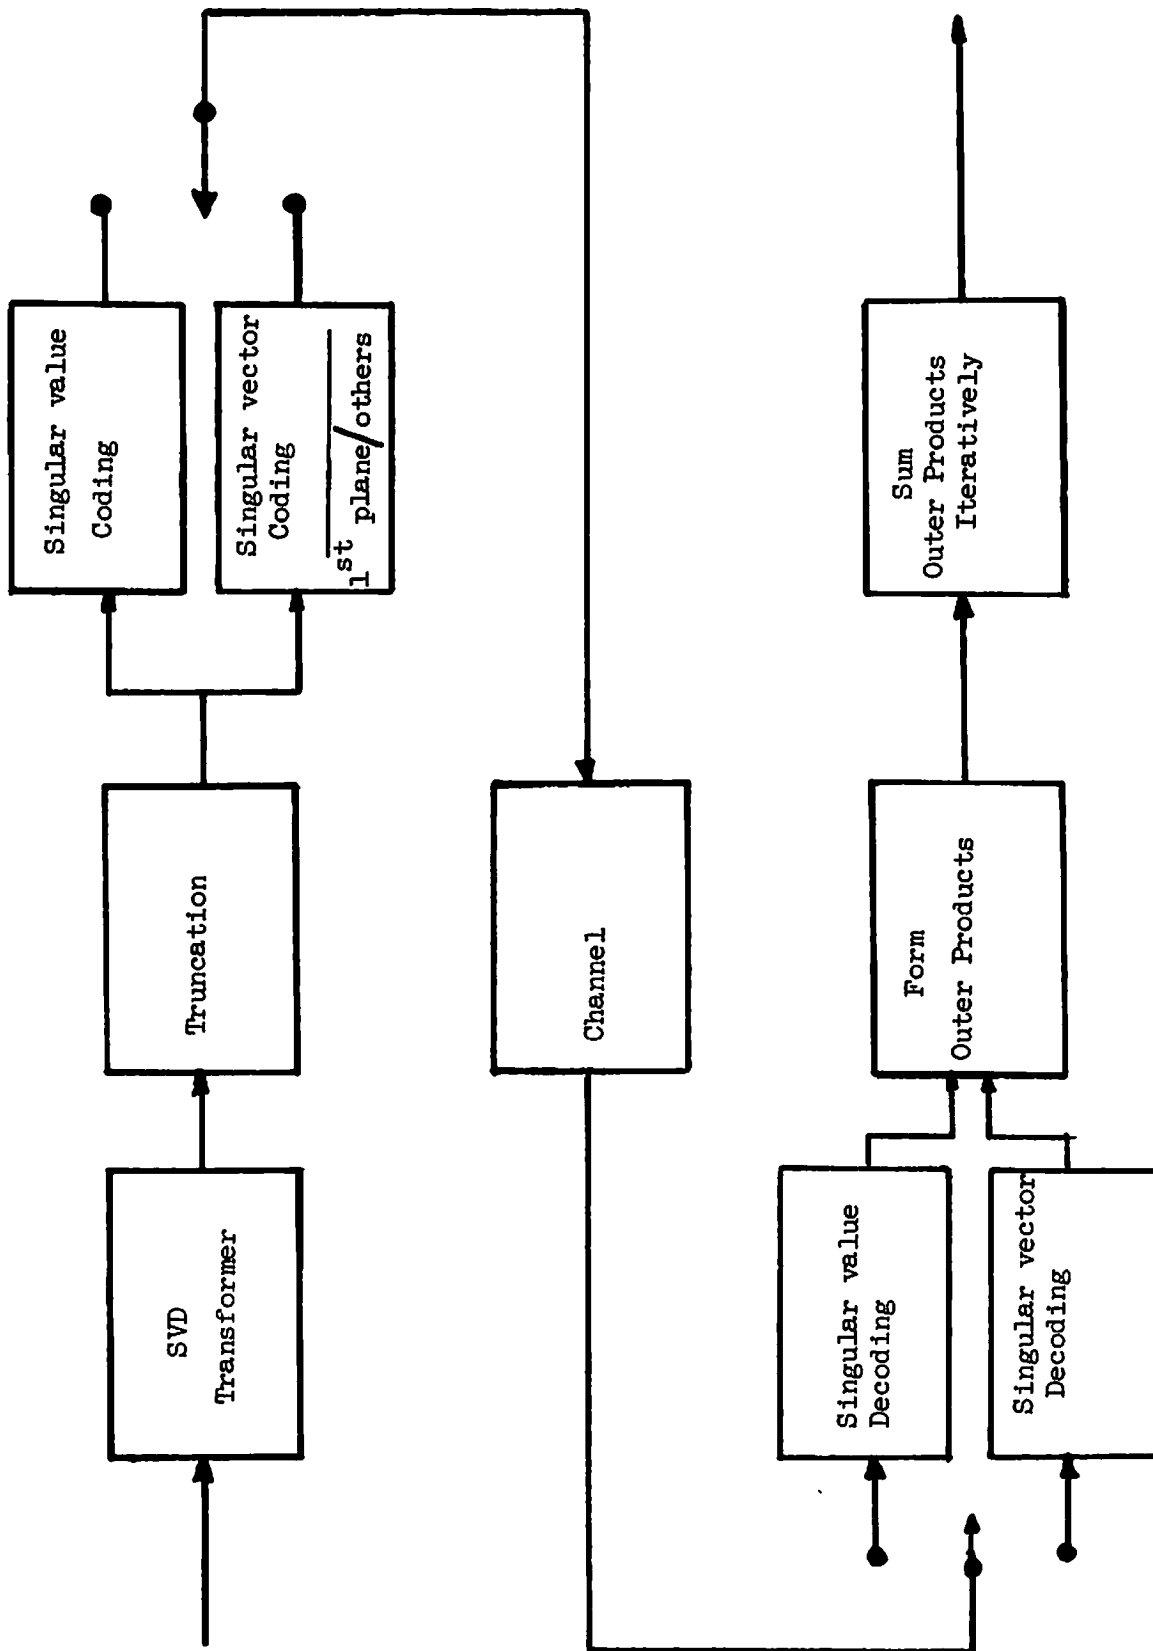 SVD
Transformer
Truncation
Singular value
Coding
Singular vector
Coding
1st plane/others
Channel
Singular value
Decoding
Singular vector
Decoding
Form
Outer Products
Sum
Outer Products
Iteratively